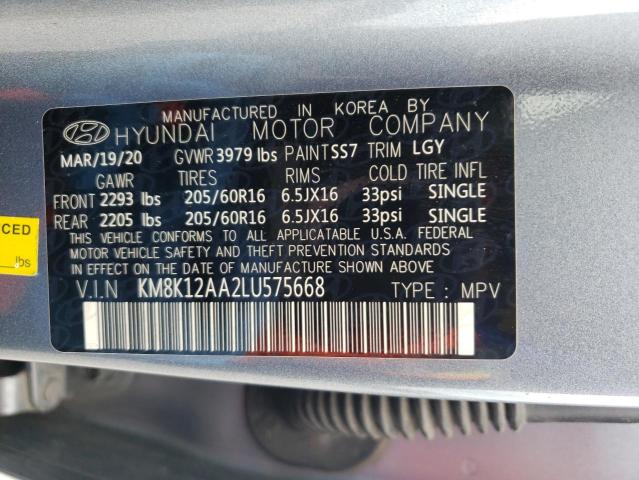 MANUFACTURED IN KOREA BY
HYUNDAI MOTOR COMPANY
MAR/19/20 GVWR 3979 lbs PAINT SS7 TRIM LGY
GAWR TIRES RIMS COLD TIRE INFL
FRONT 2293 lbs 205/60R16 6.5JX16 33psi SINGLE
REAR 2205 lbs 205/60R16 6.5JX16 33psi SINGLE
THIS VEHICLE CONFORMS TO ALL APPLICATABLE U.S.A. FEDERAL
MOTOR VEHICLE SAFETY AND THEFT PREVENTION STANDARDS
IN EFFECT ON THE DATE OF MANUFACTURE SHOWN ABOVE
V.I.N KM8K12AA2LU575668 TYPE : MPV
CED
lbs